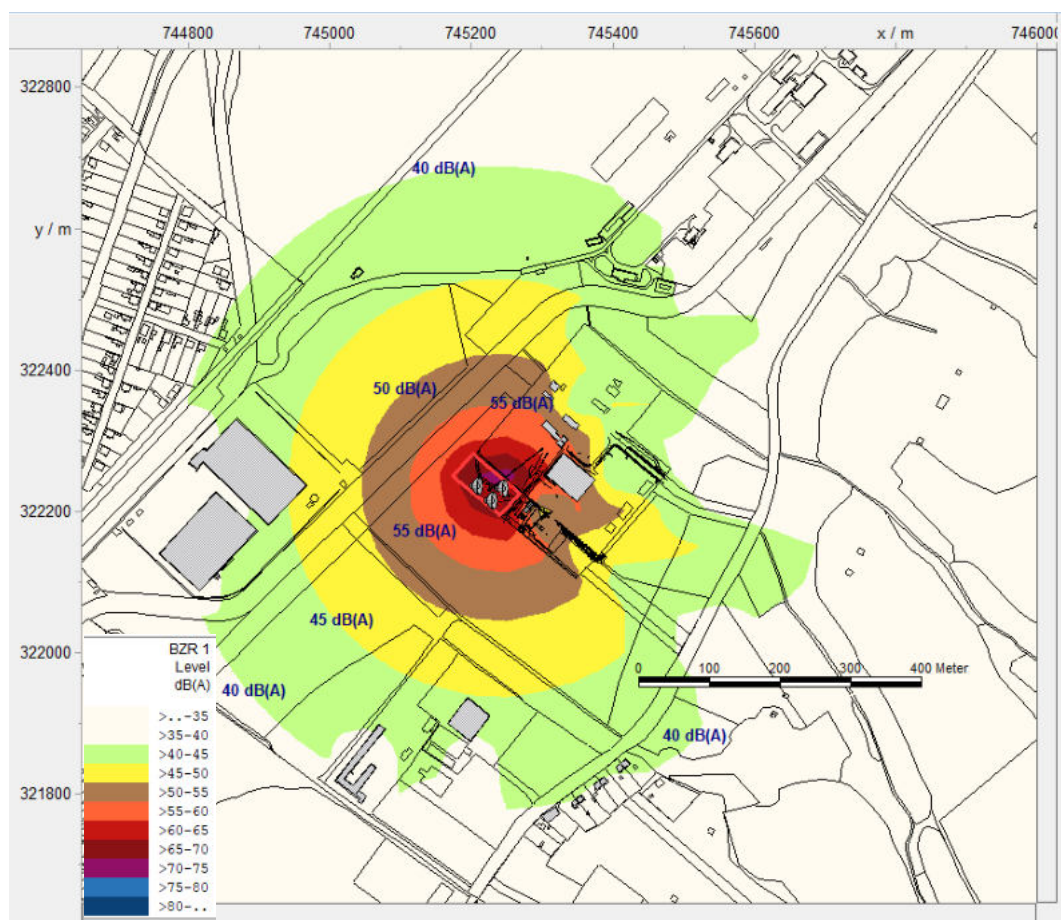 744800 745000 745200 745400 745600 x / m 746000
322800
40 dB(A)
y / m
322400
50 dB(A)
55 dB(A)
322200
55 dB(A)
45 dB(A)
322000
BZR 1
Level
dB(A)
0 100 200 300 400 Meter
40 dB(A)
40 dB(A)
>..-35
>35-40
>40-45
>45-50
>50-55
>55-60
>60-65
>65-70
>70-75
>75-80
>80-..
321800